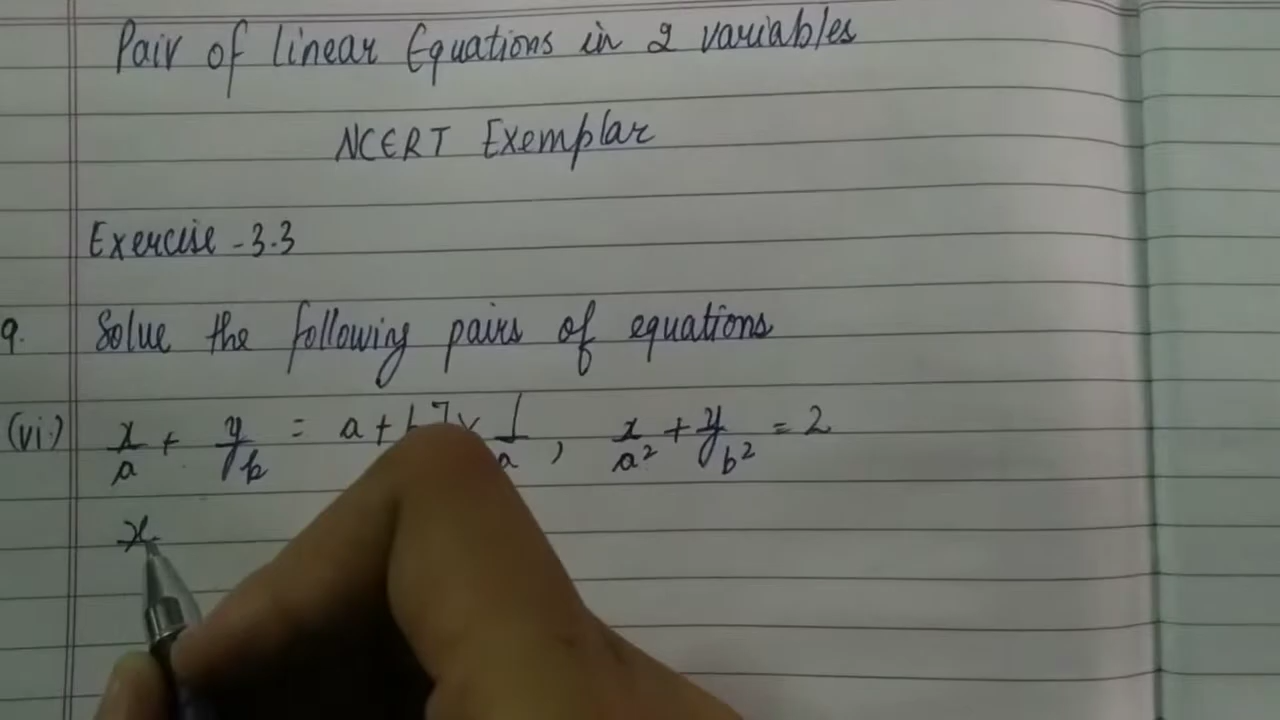 Pair of linear Equations in 2 variables
NCERT Exemplar
Exercise - 3.3
9. Solve the following pairs of equations
(vi) x/a + y/b = a + b ] × 1/a , x/a² + y/b² = 2
x